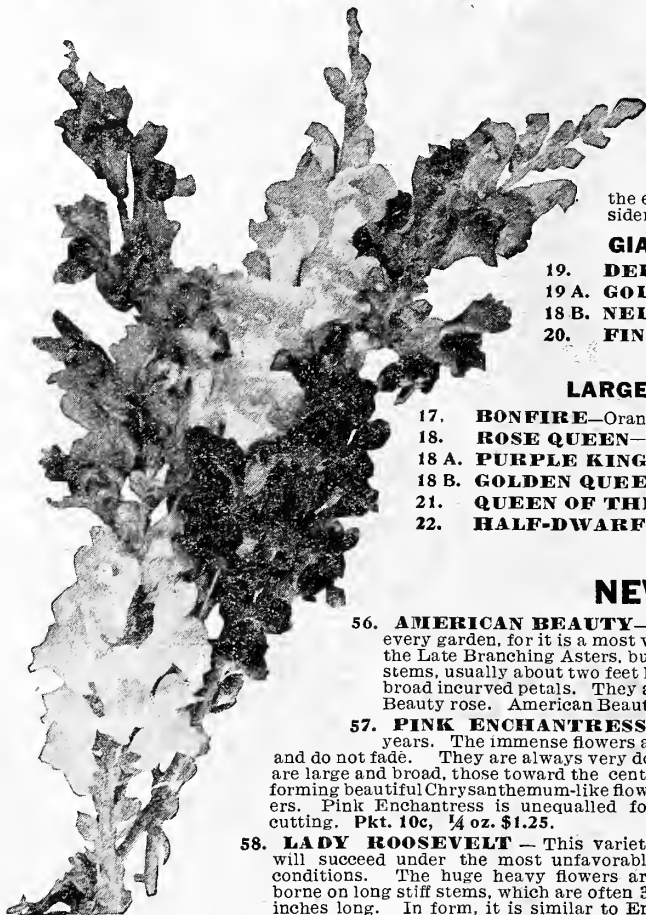 the e
sider
GIA
19. DEI
19 A. GOL
18 B. NEL
20. FIN
LARGE
17. BONFIRE—Oran
18. ROSE QUEEN—
18 A. PURPLE KING
18 B. GOLDEN QUEE
21. QUEEN OF THE
22. HALF-DWARF
NEW
56. AMERICAN BEAUTY—
every garden, for it is a most v
the Late Branching Asters, bu
stems, usually about two feet l
broad incurved petals. They a
Beauty rose. American Beaut
57. PINK ENCHANTRESS
years. The immense flowers a
and do not fade. They are always very do
are large and broad, those toward the cent
forming beautiful Chrysanthemum-like flow
ers. Pink Enchantress is unequalled fo
cutting. Pkt. 10c, ¼ oz. $1.25.
58. LADY ROOSEVELT — This variet
will succeed under the most unfavorabl
conditions. The huge heavy flowers ar
borne on long stiff stems, which are often 3
inches long. In form, it is similar to En